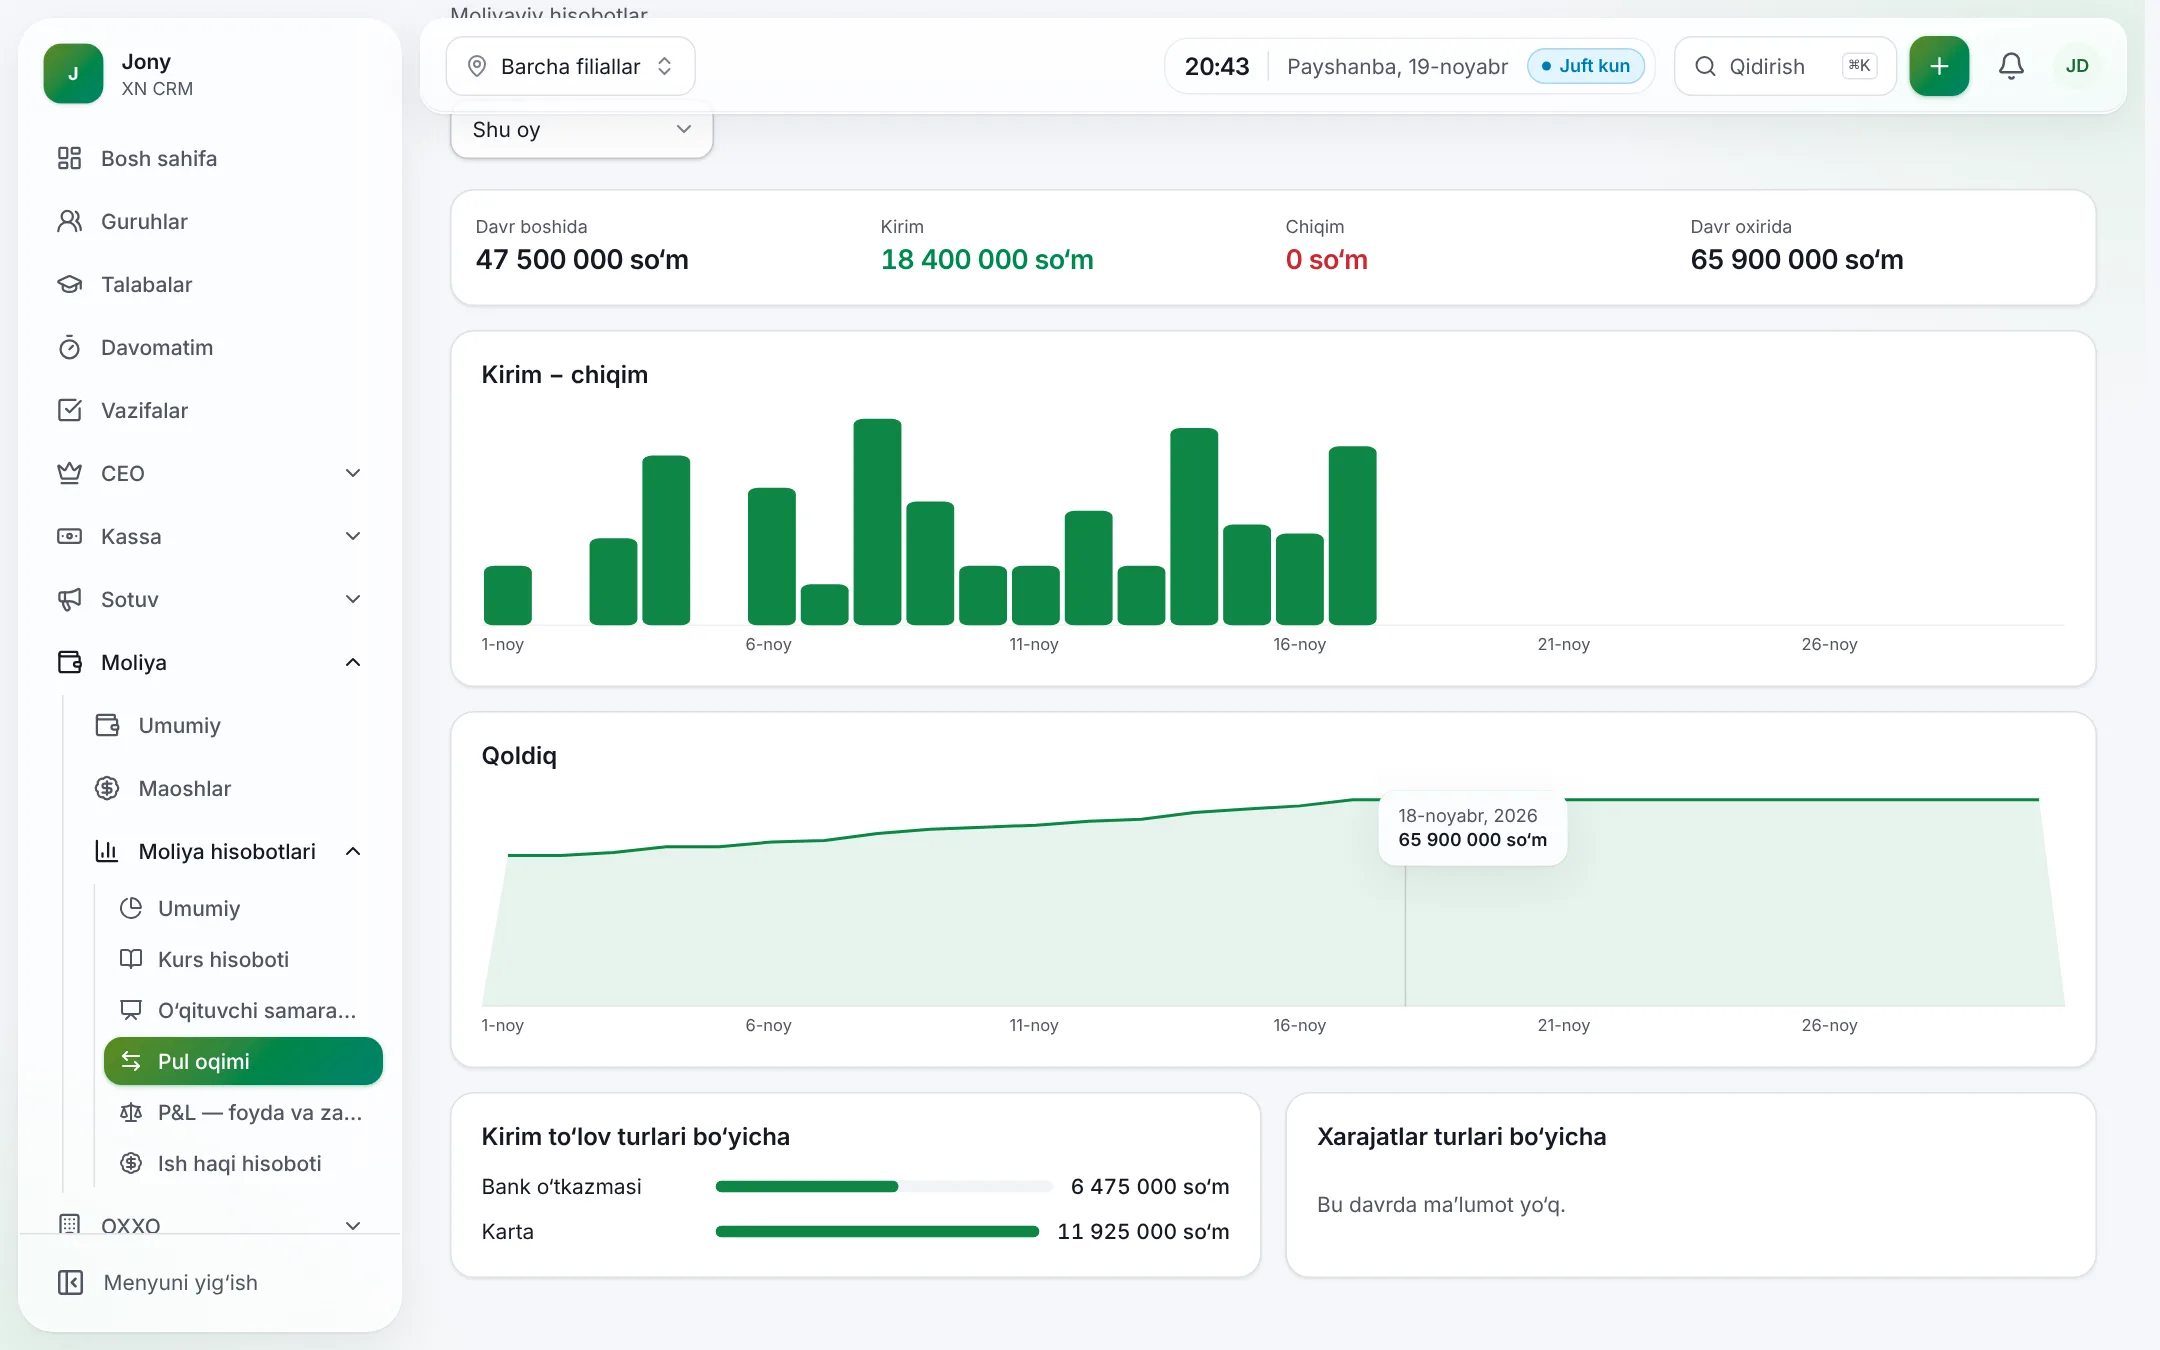 Jony
XN CRM
Bosh sahifa
Guruhlar
Talabalar
Davomatim
Vazifalar
CEO
Kassa
Sotuv
Moliya
Umumiy
Maoshlar
Moliya hisobotlari
Umumiy
Kurs hisoboti
O‘qituvchi samara...
Pul oqimi
P&L — foyda va za...
Ish haqi hisoboti
OXXO
Menyuni yig‘ish
Moliyaviy hisobotlar
Barcha filiallar
20:43 Payshanba, 19-noyabr Juft kun
Qidirish ⌘K
JD
Shu oy
Davr boshida
47 500 000 so‘m
Kirim
18 400 000 so‘m
Chiqim
0 so‘m
Davr oxirida
65 900 000 so‘m
Kirim – chiqim
1-noy 6-noy 11-noy 16-noy 21-noy 26-noy
Qoldiq
18-noyabr, 2026
65 900 000 so‘m
1-noy 6-noy 11-noy 16-noy 21-noy 26-noy
Kirim to‘lov turlari bo‘yicha
Bank o‘tkazmasi 6 475 000 so‘m
Karta 11 925 000 so‘m
Xarajatlar turlari bo‘yicha
Bu davrda ma’lumot yo‘q.